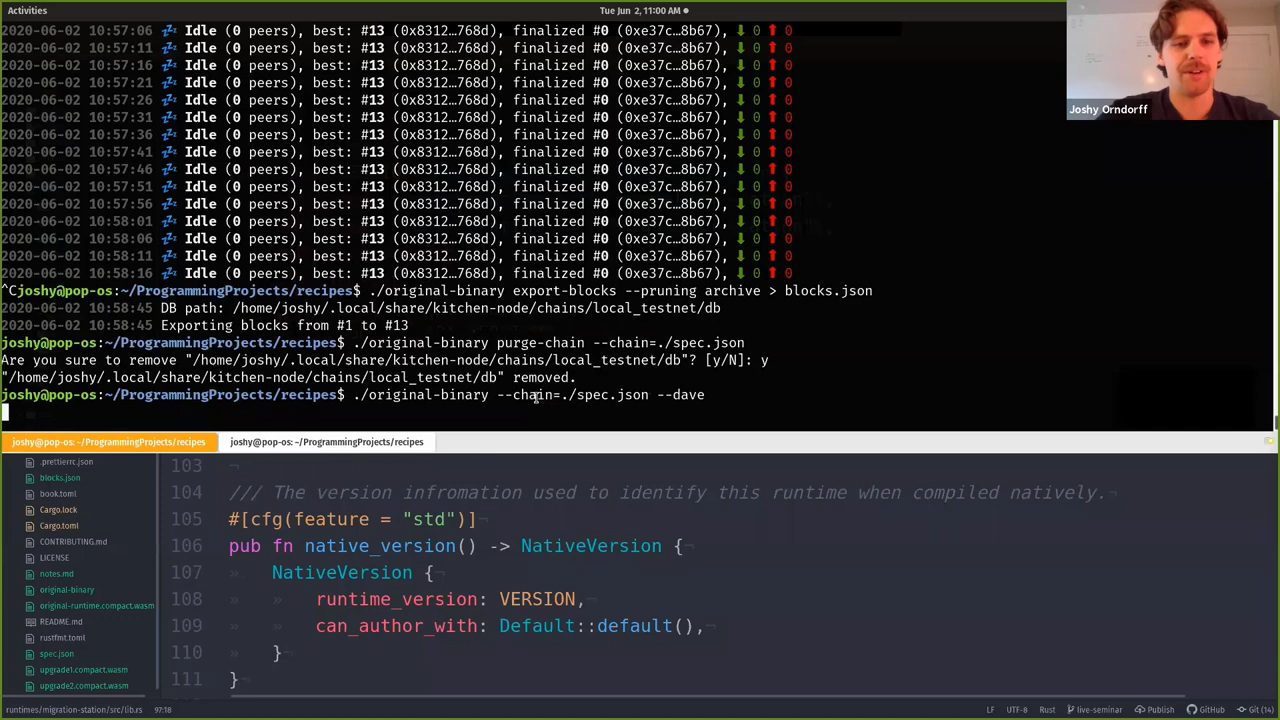 Activities
Tue Jun 2, 11:00 AM ●
2020-06-02 10:57:06 💤 Idle (0 peers), best: #13 (0x8312…768d), finalized #0 (0xe37c…8b67), ⬇ 0 ⬆ 0
2020-06-02 10:57:11 💤 Idle (0 peers), best: #13 (0x8312…768d), finalized #0 (0xe37c…8b67), ⬇ 0 ⬆ 0
2020-06-02 10:57:16 💤 Idle (0 peers), best: #13 (0x8312…768d), finalized #0 (0xe37c…8b67), ⬇ 0 ⬆ 0
2020-06-02 10:57:21 💤 Idle (0 peers), best: #13 (0x8312…768d), finalized #0 (0xe37c…8b67), ⬇ 0 ⬆ 0
2020-06-02 10:57:26 💤 Idle (0 peers), best: #13 (0x8312…768d), finalized #0 (0xe37c…8b67), ⬇ 0 ⬆ 0
2020-06-02 10:57:31 💤 Idle (0 peers), best: #13 (0x8312…768d), finalized #0 (0xe37c…8b67), ⬇ 0 ⬆ 0
2020-06-02 10:57:36 💤 Idle (0 peers), best: #13 (0x8312…768d), finalized #0 (0xe37c…8b67), ⬇ 0 ⬆ 0
2020-06-02 10:57:41 💤 Idle (0 peers), best: #13 (0x8312…768d), finalized #0 (0xe37c…8b67), ⬇ 0 ⬆ 0
2020-06-02 10:57:46 💤 Idle (0 peers), best: #13 (0x8312…768d), finalized #0 (0xe37c…8b67), ⬇ 0 ⬆ 0
2020-06-02 10:57:51 💤 Idle (0 peers), best: #13 (0x8312…768d), finalized #0 (0xe37c…8b67), ⬇ 0 ⬆ 0
2020-06-02 10:57:56 💤 Idle (0 peers), best: #13 (0x8312…768d), finalized #0 (0xe37c…8b67), ⬇ 0 ⬆ 0
2020-06-02 10:58:01 💤 Idle (0 peers), best: #13 (0x8312…768d), finalized #0 (0xe37c…8b67), ⬇ 0 ⬆ 0
2020-06-02 10:58:06 💤 Idle (0 peers), best: #13 (0x8312…768d), finalized #0 (0xe37c…8b67), ⬇ 0 ⬆ 0
2020-06-02 10:58:11 💤 Idle (0 peers), best: #13 (0x8312…768d), finalized #0 (0xe37c…8b67), ⬇ 0 ⬆ 0
2020-06-02 10:58:16 💤 Idle (0 peers), best: #13 (0x8312…768d), finalized #0 (0xe37c…8b67), ⬇ 0 ⬆ 0
^Cjoshy@pop-os:~/ProgrammingProjects/recipes$ ./original-binary export-blocks --pruning archive > blocks.json
2020-06-02 10:58:45 DB path: /home/joshy/.local/share/kitchen-node/chains/local_testnet/db
2020-06-02 10:58:45 Exporting blocks from #1 to #13
joshy@pop-os:~/ProgrammingProjects/recipes$ ./original-binary purge-chain --chain=./spec.json
Are you sure to remove "/home/joshy/.local/share/kitchen-node/chains/local_testnet/db"? [y/N]: y
"/home/joshy/.local/share/kitchen-node/chains/local_testnet/db" removed.
joshy@pop-os:~/ProgrammingProjects/recipes$ ./original-binary --chain=./spec.json --dave
Joshy Orndorff
joshy@pop-os: ~/ProgrammingProjects/recipes
joshy@pop-os: ~/ProgrammingProjects/recipes
.prettierrc.json
blocks.json
book.toml
Cargo.lock
Cargo.toml
CONTRIBUTING.md
LICENSE
notes.md
original-binary
original-runtime.compact.wasm
README.md
rustfmt.toml
spec.json
upgrade1.compact.wasm
upgrade2.compact.wasm
103
104 /// The version infromation used to identify this runtime when compiled natively.
105 #[cfg(feature = "std")]
106 pub fn native_version() -> NativeVersion {
107 NativeVersion {
108 runtime_version: VERSION,
109 can_author_with: Default::default(),
110 }
111 }
runtimes/migration-station/src/lib.rs 97:18
LF UTF-8 Rust live-seminar Publish GitHub Git (14)